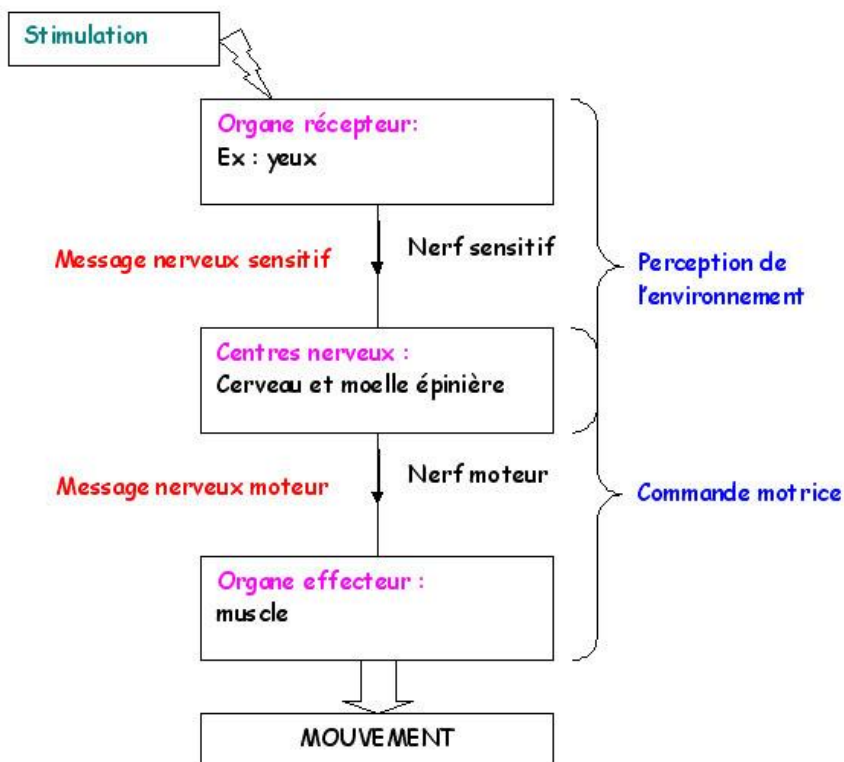 Stimulation
Organe récepteur:
Ex : yeux
Message nerveux sensitif
Nerf sensitif
Perception de
l'environnement
Centres nerveux :
Cerveau et moelle épinière
Message nerveux moteur
Nerf moteur
Commande motrice
Organe effecteur :
muscle
MOUVEMENT